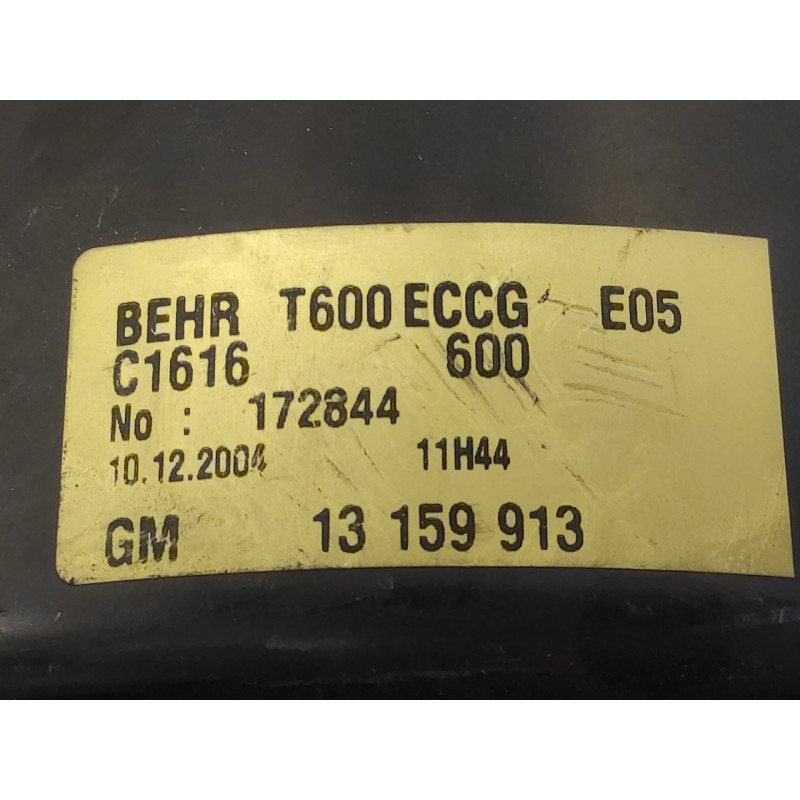 BEHR T600 ECCG E05
C1616 600
No : 172844
10.12.2004 11H44
GM 13 159 913